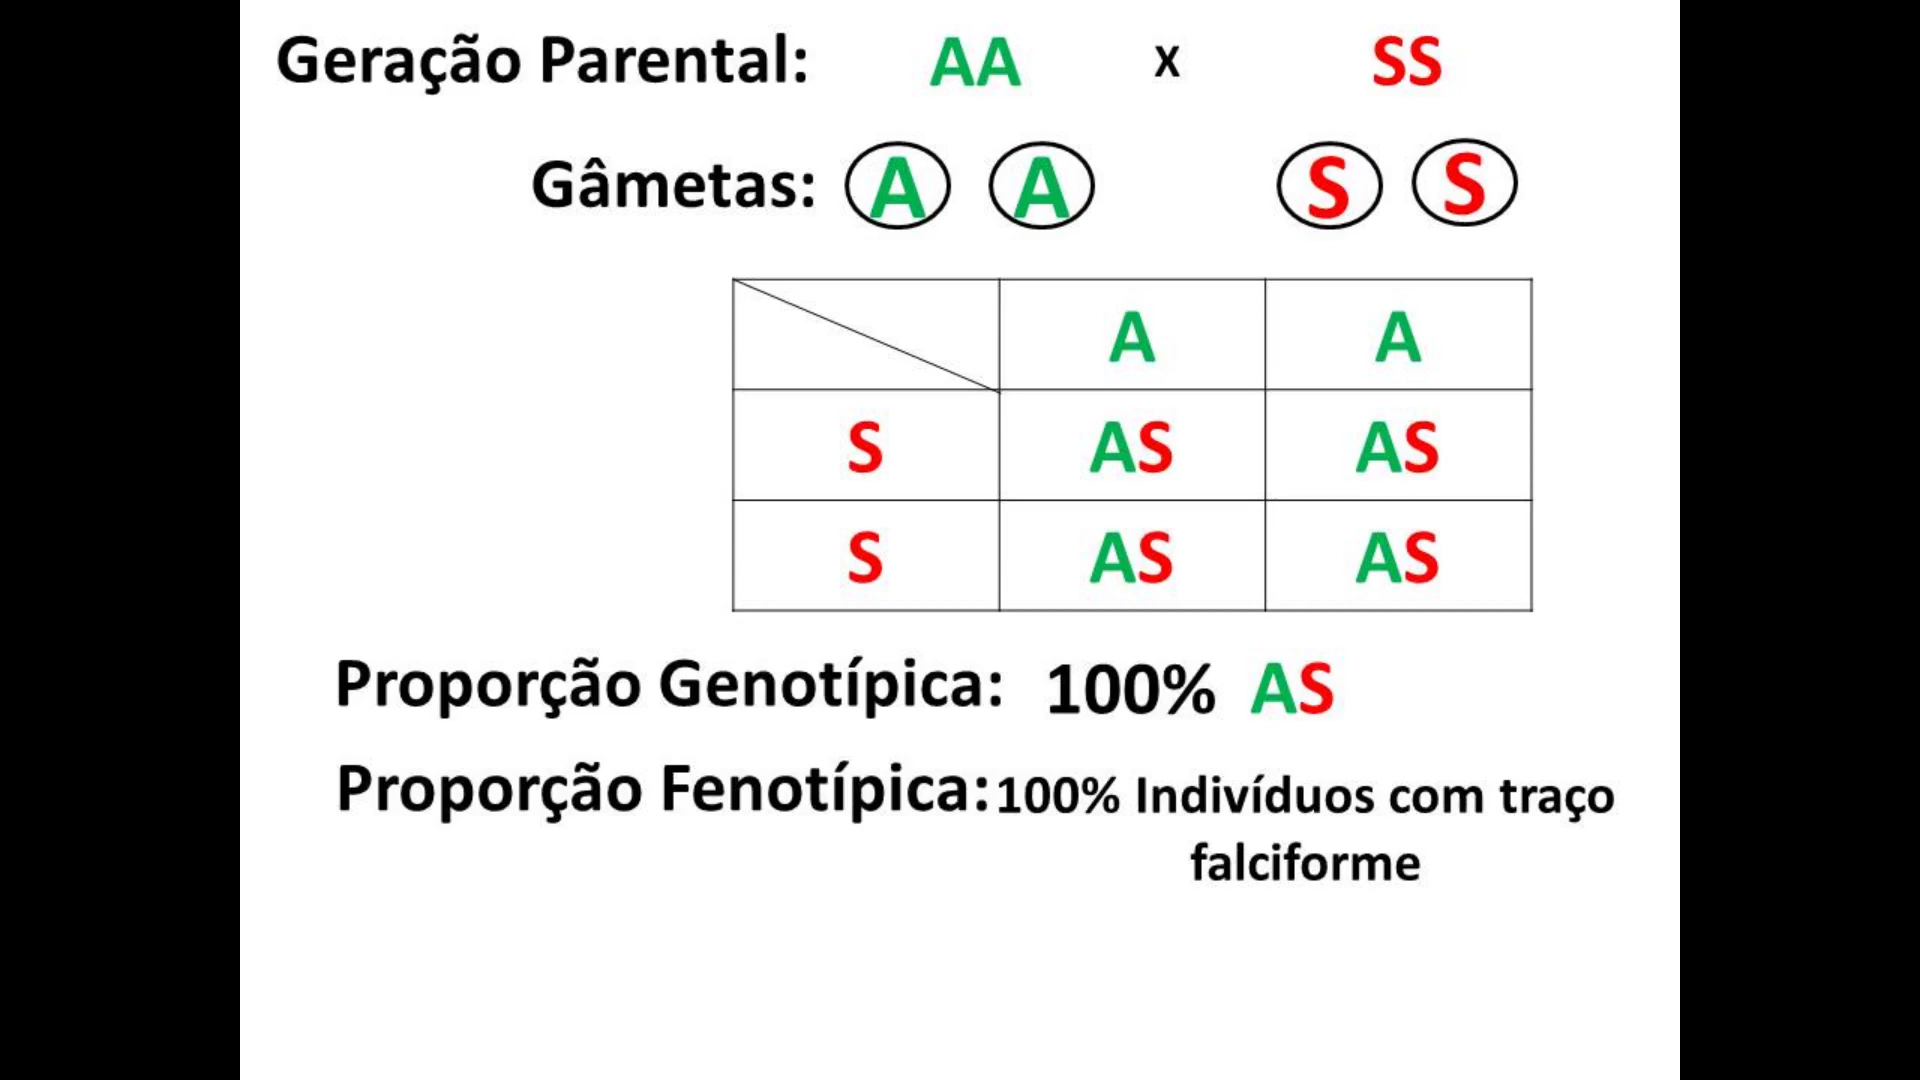 Geração Parental: AA x SS
Gâmetas: A A S S
A A
S AS AS
S AS AS
Proporção Genotípica: 100% AS
Proporção Fenotípica: 100% Indivíduos com traço
falciforme